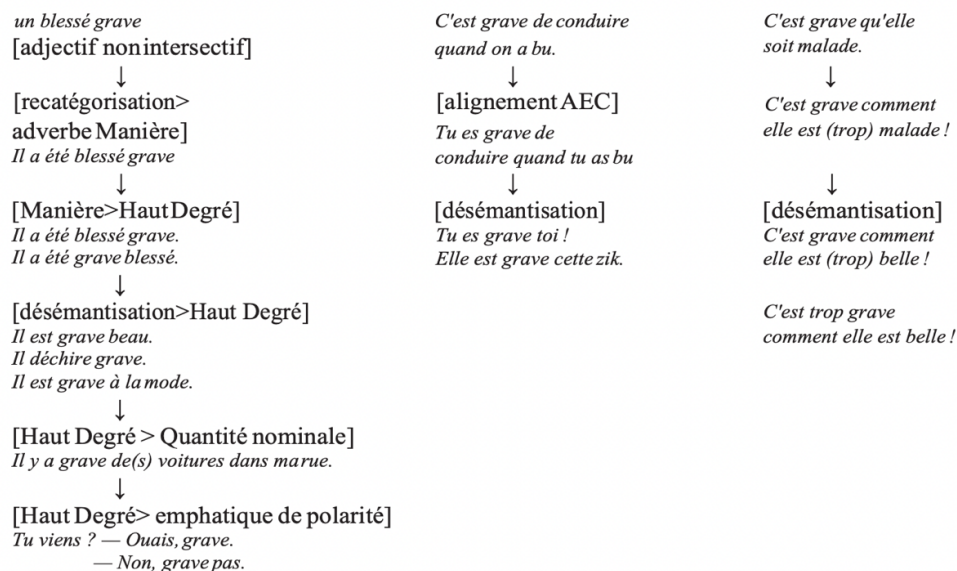 un blessé grave
[adjectif non intersectif]
↓
[recatégorisation>
adverbe Manière]
Il a été blessé grave
↓
[Manière>Haut Degré]
Il a été blessé grave.
Il a été grave blessé.
↓
[désémantisation>Haut Degré]
Il est grave beau.
Il déchire grave.
Il est grave à la mode.
↓
[Haut Degré > Quantité nominale]
Il y a grave de(s) voitures dans ma rue.
↓
[Haut Degré> emphatique de polarité]
Tu viens ? — Ouais, grave.
— Non, grave pas.
C'est grave de conduire
quand on a bu.
↓
[alignement AEC]
Tu es grave de
conduire quand tu as bu
↓
[désémantisation]
Tu es grave toi !
Elle est grave cette zik.
C'est grave qu'elle
soit malade.
↓
C'est grave comment
elle est (trop) malade !
↓
[désémantisation]
C'est grave comment
elle est (trop) belle !
C'est trop grave
comment elle est belle !